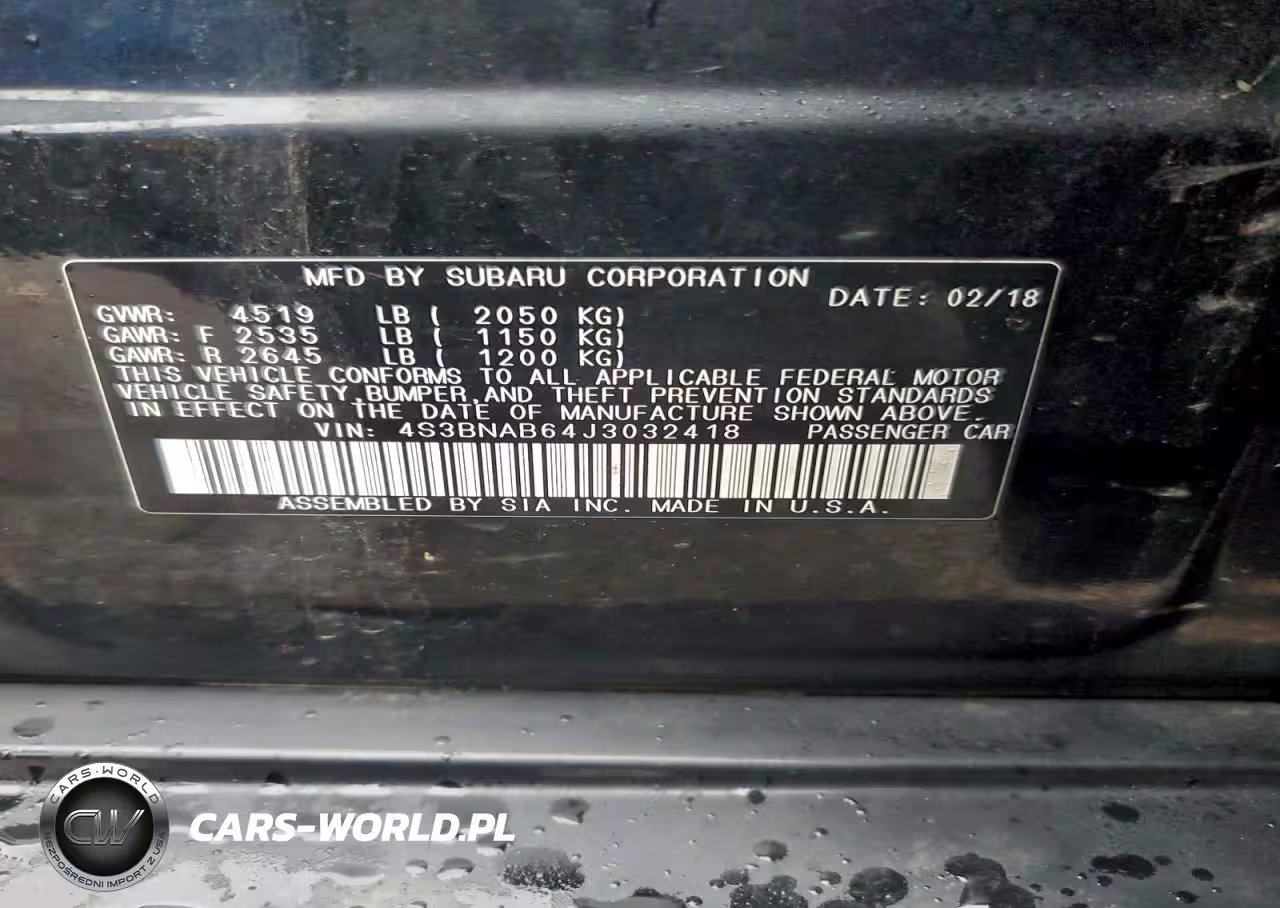 MFD BY SUBARU CORPORATION
DATE: 02/18
GVWR: 4519 LB ( 2050 KG)
GAWR: F 2535 LB ( 1150 KG)
GAWR: R 2645 LB ( 1200 KG)
THIS VEHICLE CONFORMS TO ALL APPLICABLE FEDERAL MOTOR
VEHICLE SAFETY,BUMPER,AND THEFT PREVENTION STANDARDS
IN EFFECT ON THE DATE OF MANUFACTURE SHOWN ABOVE.
VIN: 4S3BNAB64J3032418 PASSENGER CAR
ASSEMBLED BY SIA INC. MADE IN U.S.A.
CARS-WORLD
CW
BEZPOŚREDNI IMPORT Z USA
CARS-WORLD.PL